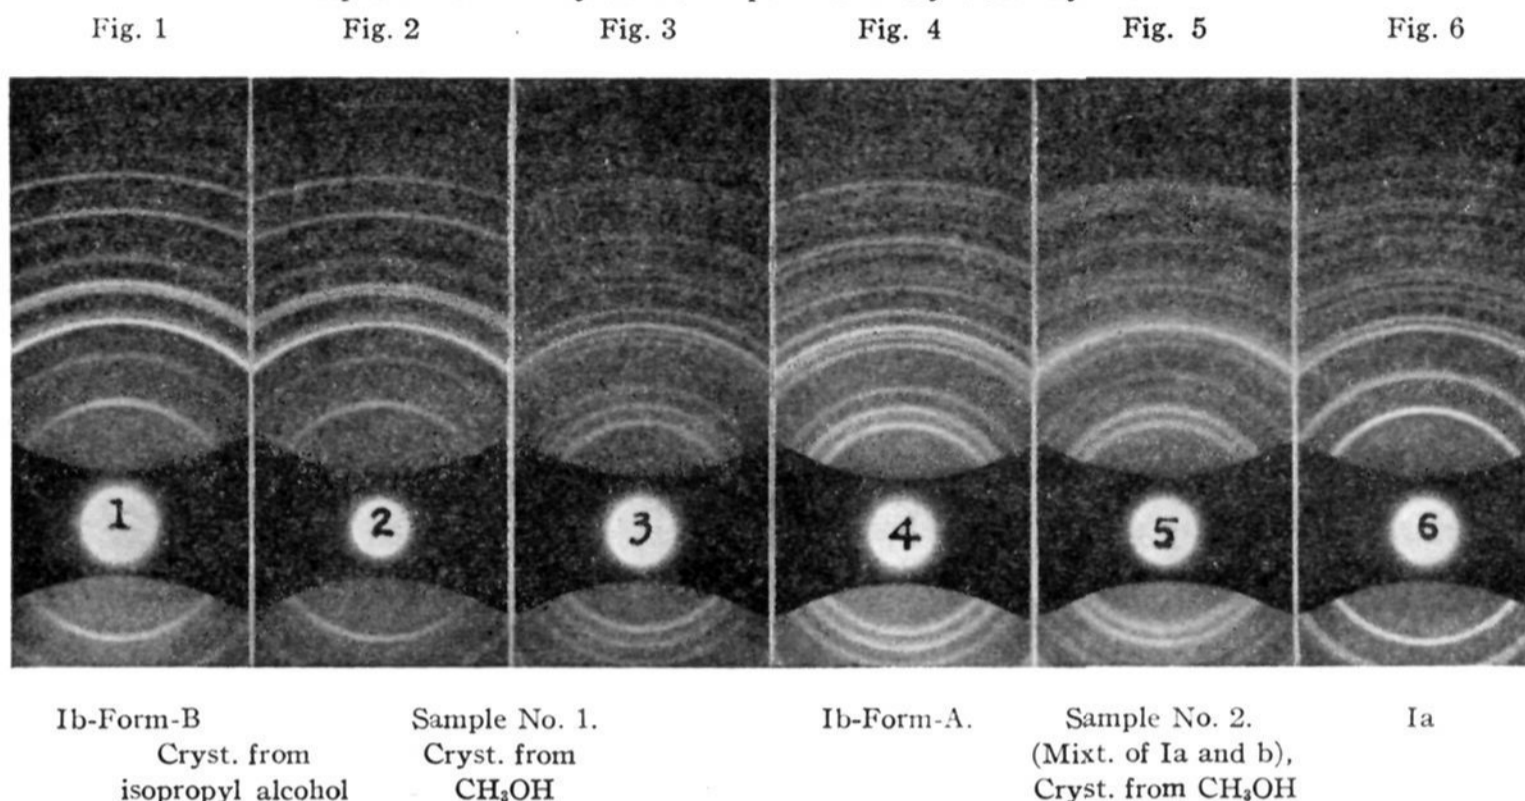 Fig. 1 Fig. 2 Fig. 3 Fig. 4 Fig. 5 Fig. 6
1 2 3 4 5 6
Ib-Form-B Sample No. 1. Ib-Form-A. Sample No. 2. Ia
Cryst. from Cryst. from (Mixt. of Ia and b),
isopropyl alcohol CH₃OH Cryst. from CH₃OH